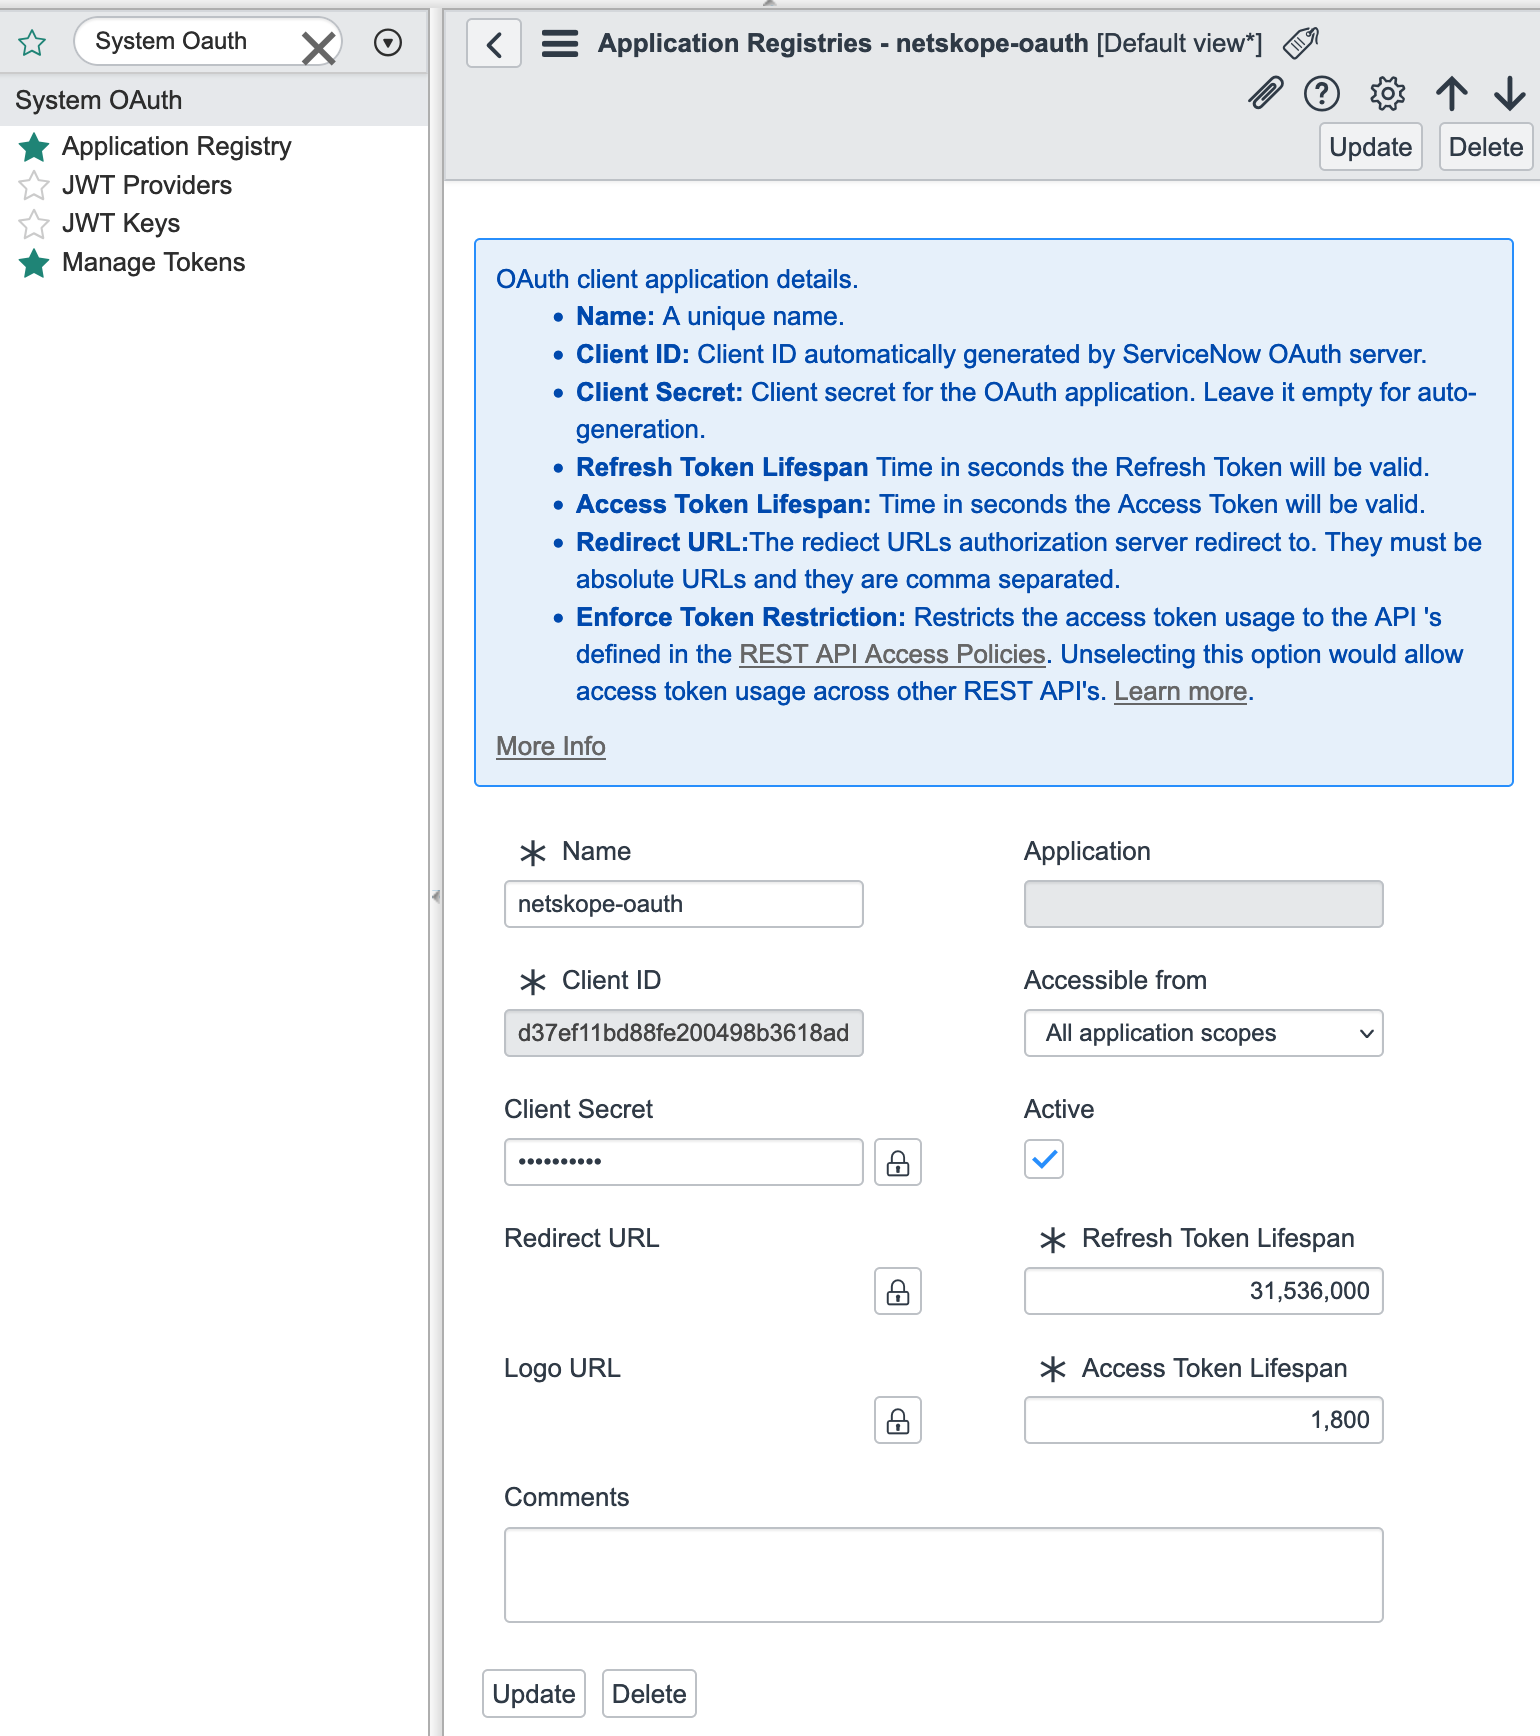 System Oauth
System OAuth
Application Registry
JWT Providers
JWT Keys
Manage Tokens
Application Registries - netskope-oauth [Default view*]
Update
Delete
OAuth client application details.
• Name: A unique name.
• Client ID: Client ID automatically generated by ServiceNow OAuth server.
• Client Secret: Client secret for the OAuth application. Leave it empty for auto-
generation.
• Refresh Token Lifespan Time in seconds the Refresh Token will be valid.
• Access Token Lifespan: Time in seconds the Access Token will be valid.
• Redirect URL:The rediect URLs authorization server redirect to. They must be
absolute URLs and they are comma separated.
• Enforce Token Restriction: Restricts the access token usage to the API 's
defined in the REST API Access Policies. Unselecting this option would allow
access token usage across other REST API's. Learn more.
More Info
Name
netskope-oauth
Application
Client ID
d37ef11bd88fe200498b3618ad
Accessible from
All application scopes
Client Secret
••••••••••
Active
Redirect URL
Refresh Token Lifespan
31,536,000
Logo URL
Access Token Lifespan
1,800
Comments
Update
Delete